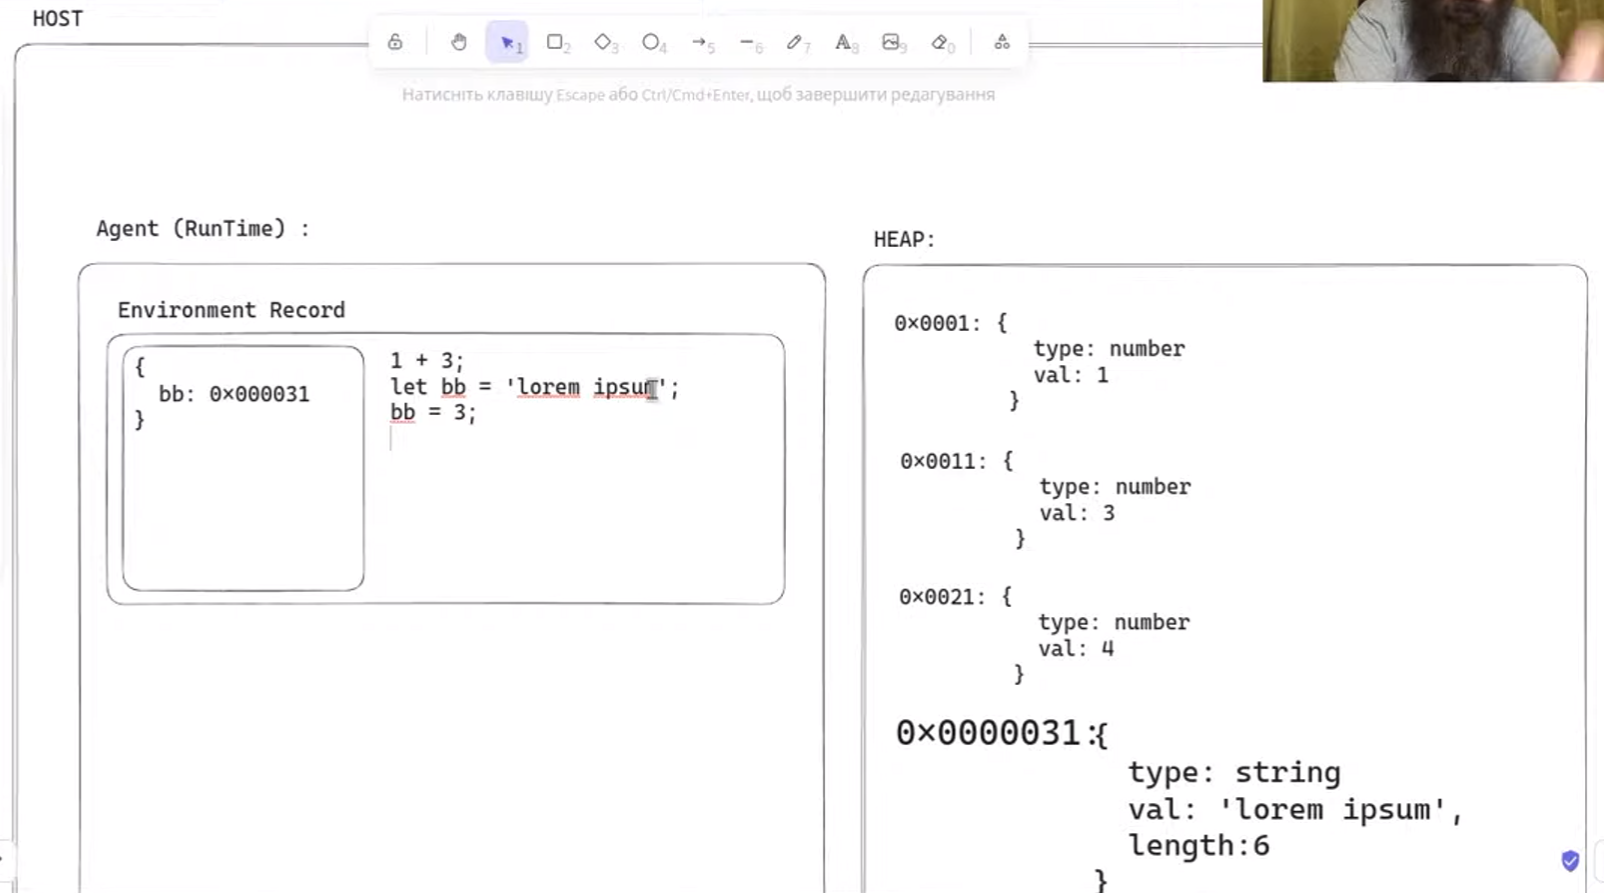 HOST
1
2
3
4
5
6
7
8
9
0
Натисніть клавішу Escape або Ctrl/Cmd+Enter, щоб завершити редагування
Agent (RunTime) :
Environment Record
{
bb: 0×000031
}
1 + 3;
let bb = 'lorem ipsum';
bb = 3;
HEAP:
0×0001: {
type: number
val: 1
}
0×0011: {
type: number
val: 3
}
0×0021: {
type: number
val: 4
}
0×0000031:{
type: string
val: 'lorem ipsum',
length:6
}